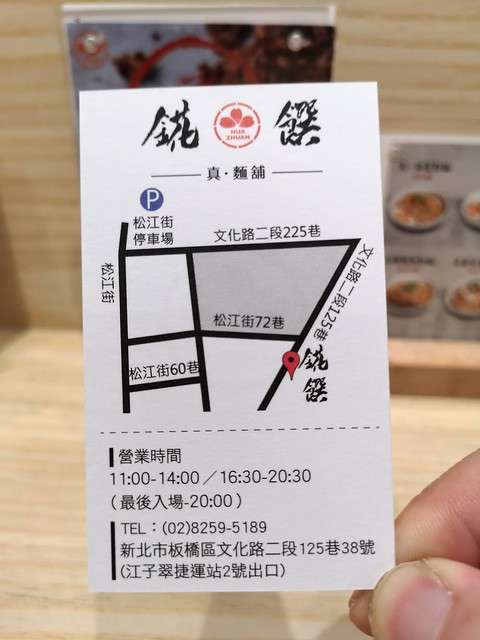 錵饌
HUA ZHUAN
真·麵舖
P
松江街
停車場
文化路二段225巷
松江街
文化路二段125巷
松江街72巷
松江街60巷
錵饌
營業時間
11:00-14:00／16:30-20:30
（最後入場-20:00）
TEL：(02)8259-5189
新北市板橋區文化路二段125巷38號
(江子翠捷運站2號出口)